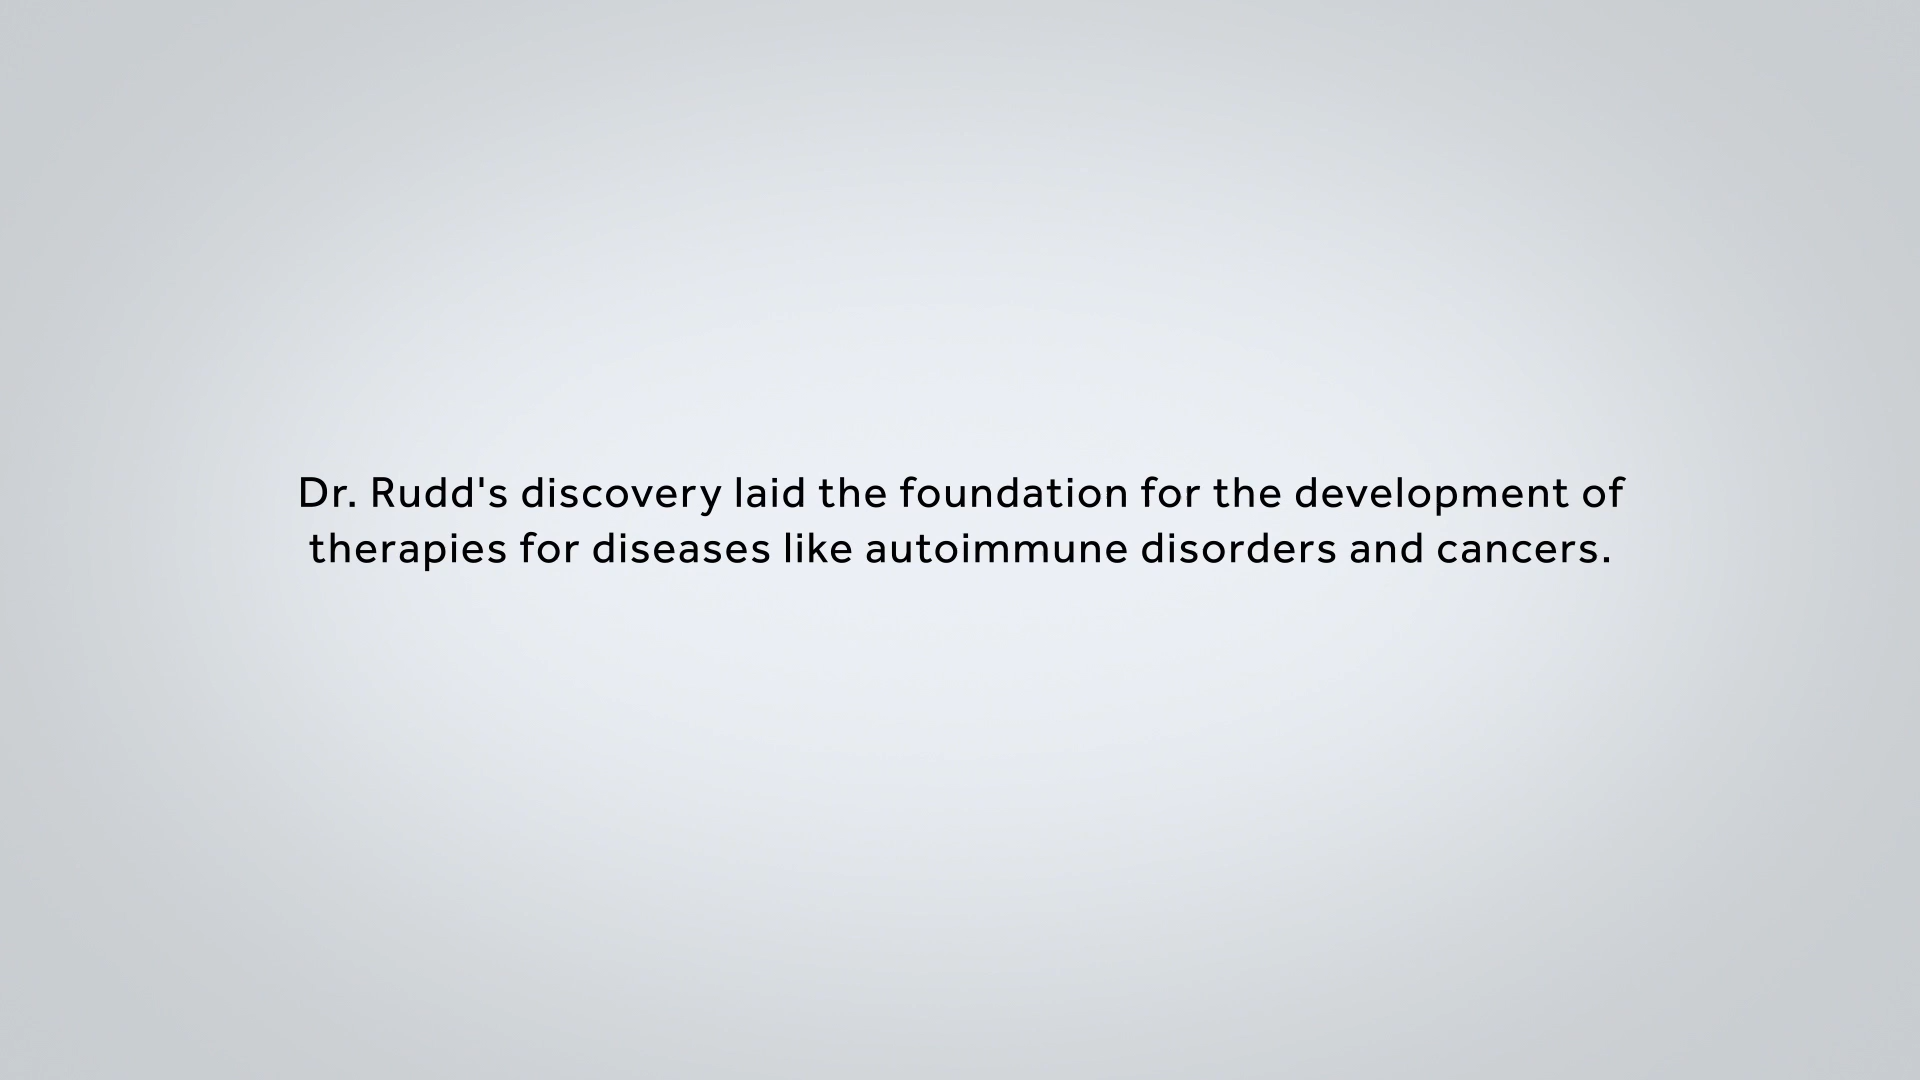 Dr. Rudd's discovery laid the foundation for the development of
therapies for diseases like autoimmune disorders and cancers.